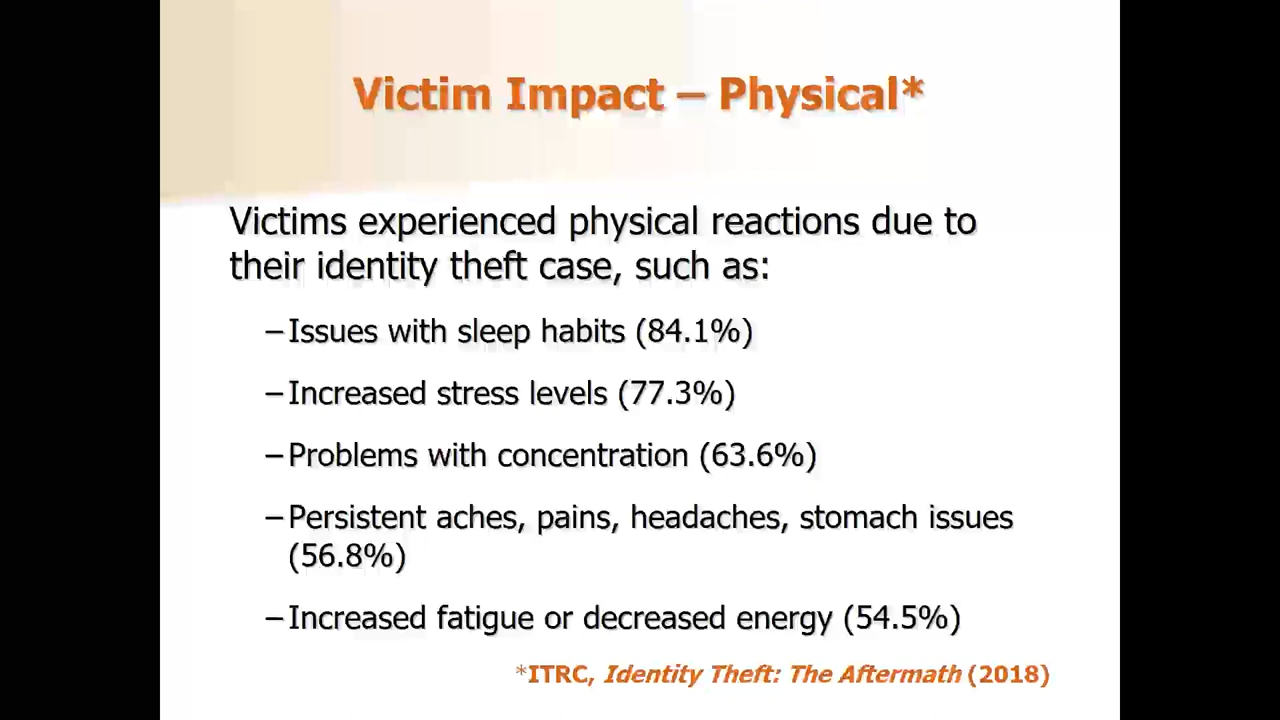 Victim Impact – Physical*
Victims experienced physical reactions due to
their identity theft case, such as:
–Issues with sleep habits (84.1%)
–Increased stress levels (77.3%)
–Problems with concentration (63.6%)
–Persistent aches, pains, headaches, stomach issues
(56.8%)
–Increased fatigue or decreased energy (54.5%)
*ITRC, Identity Theft: The Aftermath (2018)